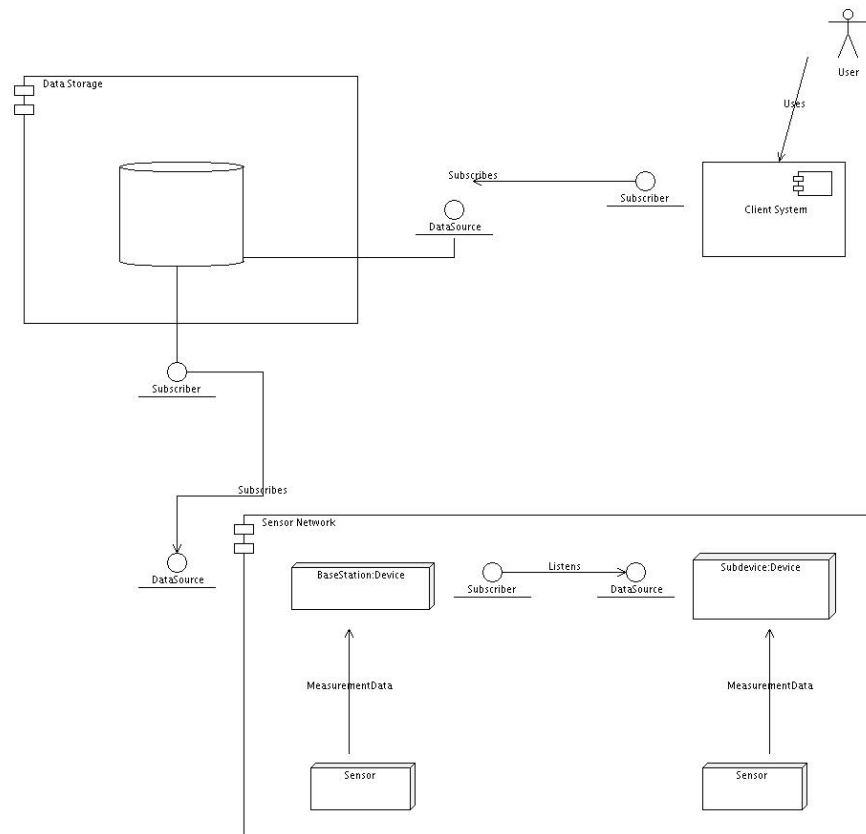 User
Data Storage
Uses
Subscribes
Subscriber
Client System
DataSource
Subscriber
Subscribes
Sensor Network
DataSource
BaseStation:Device
Subscriber
Listens
DataSource
Subdevice:Device
MeasurementData
MeasurementData
Sensor
Sensor